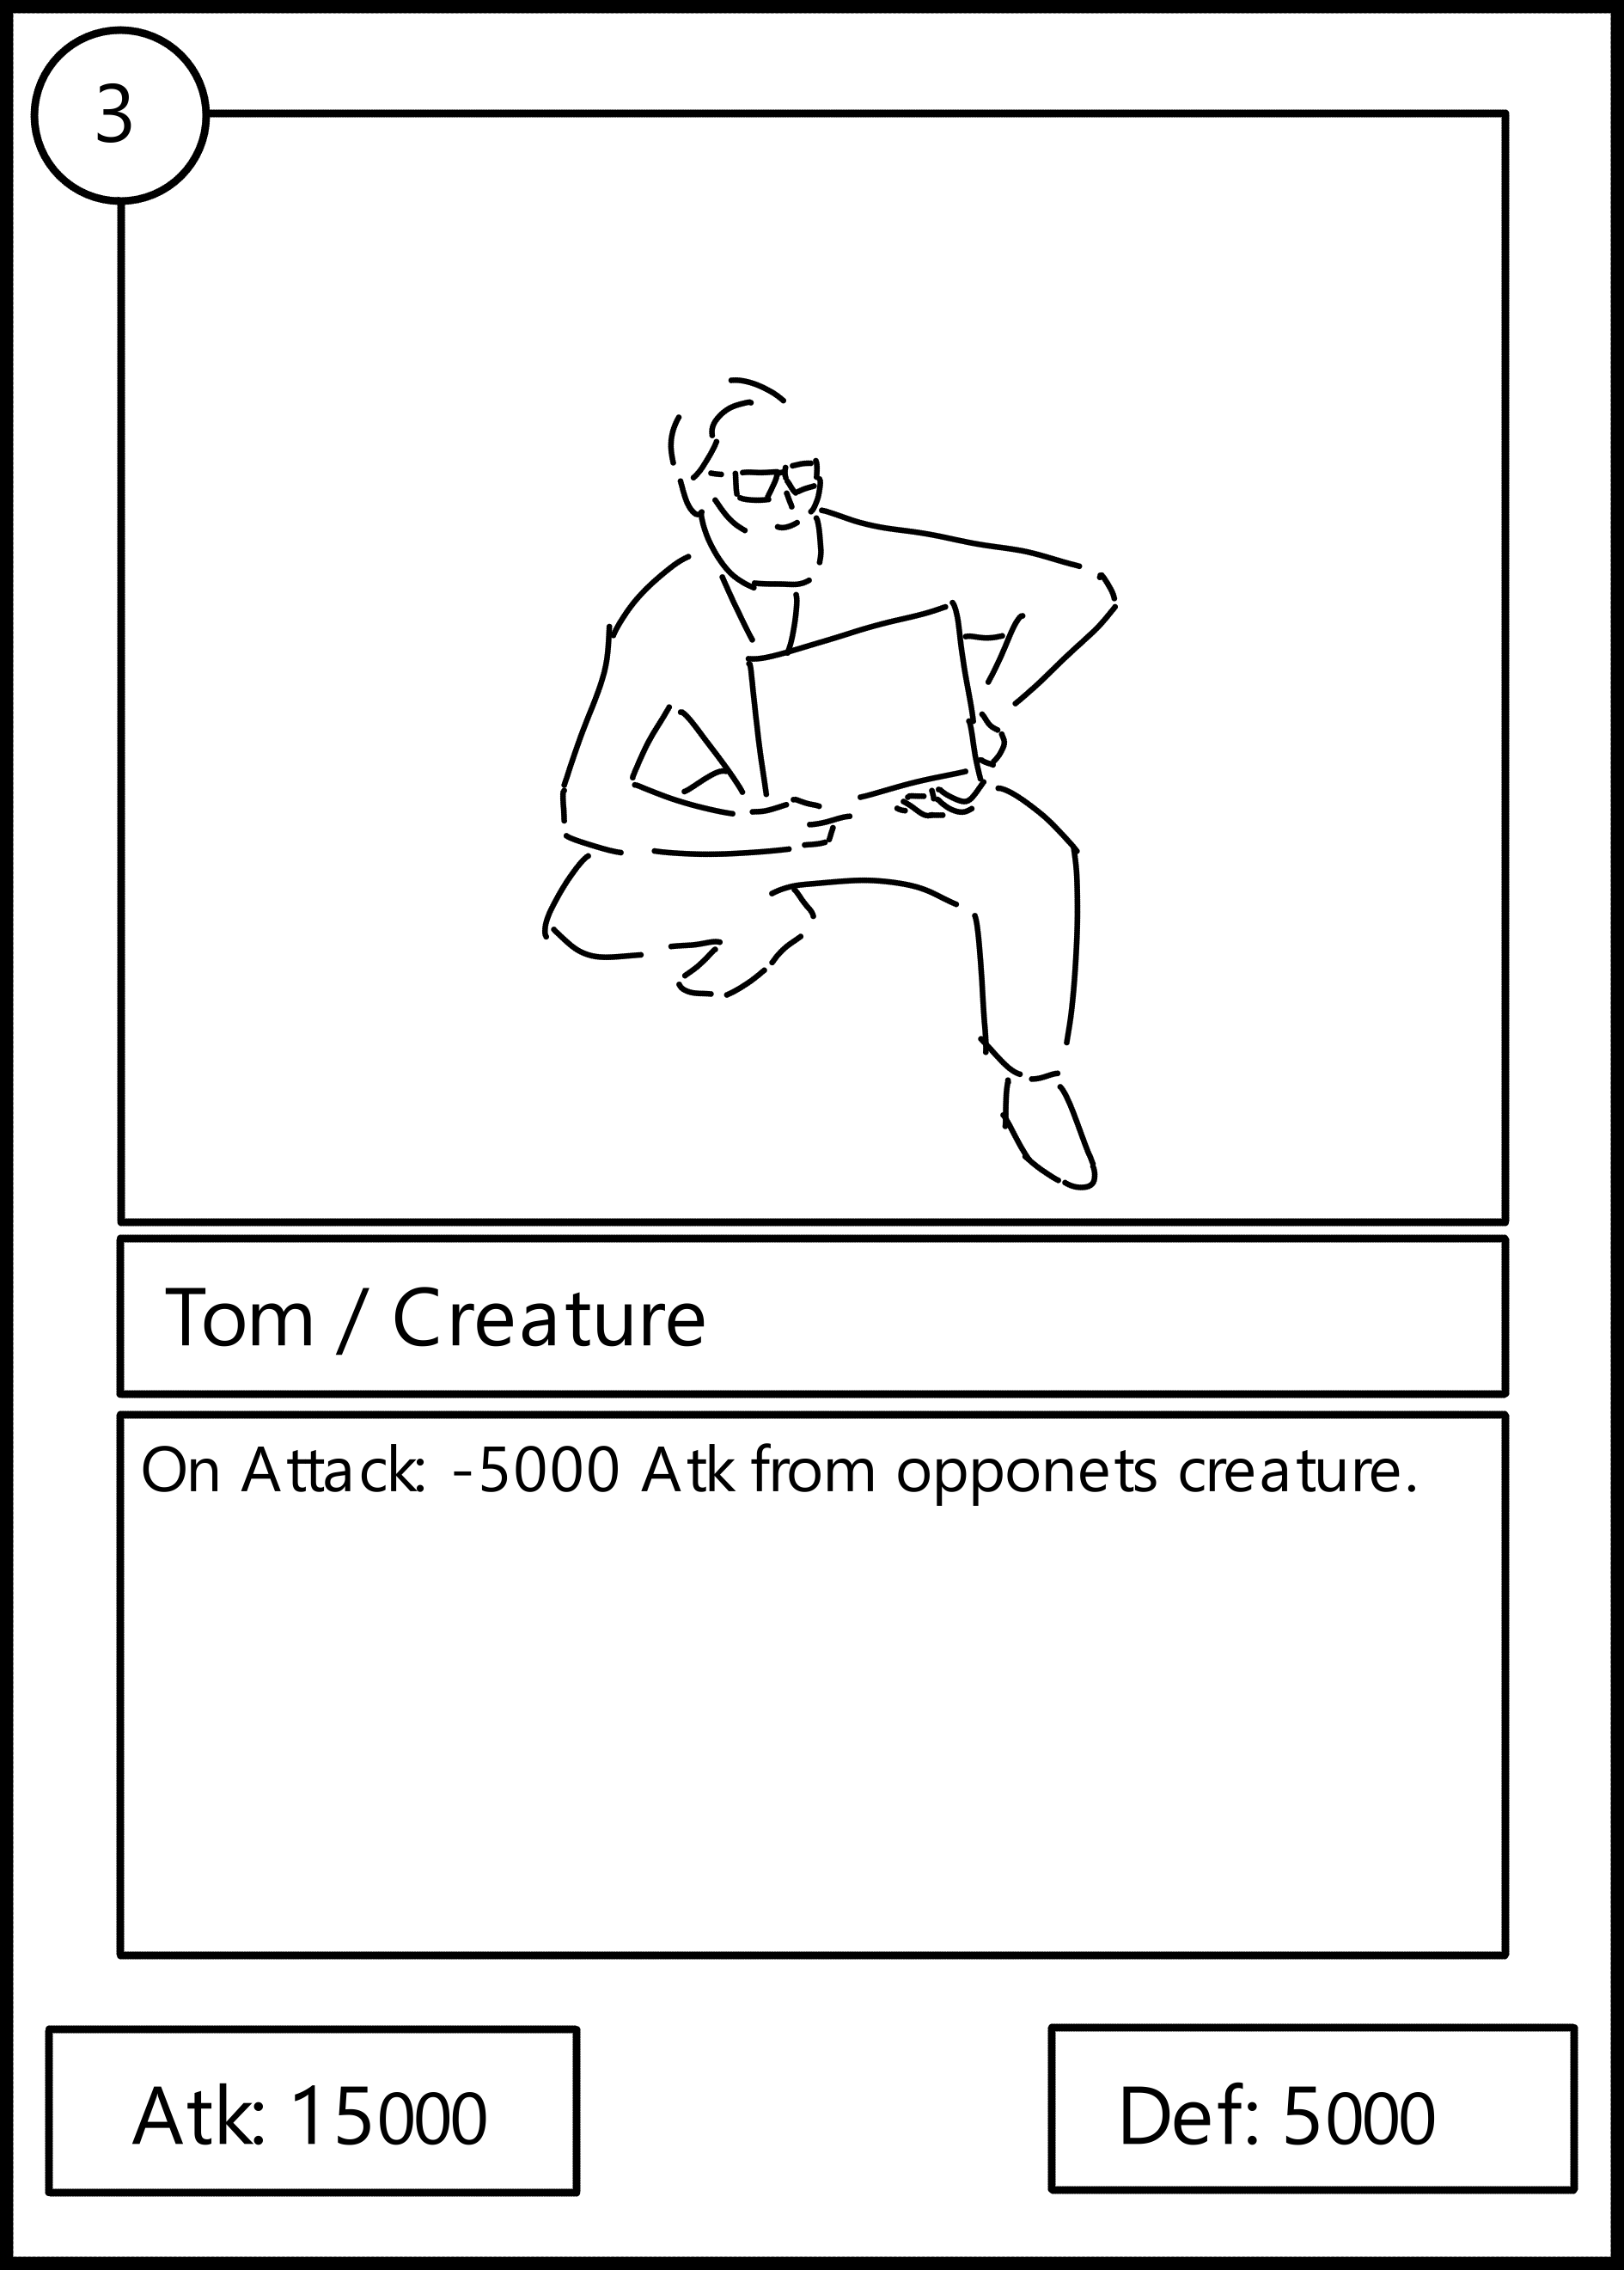 3
Tom / Creature
On Attack: -5000 Atk from opponets creature.
Atk: 15000
Def: 5000